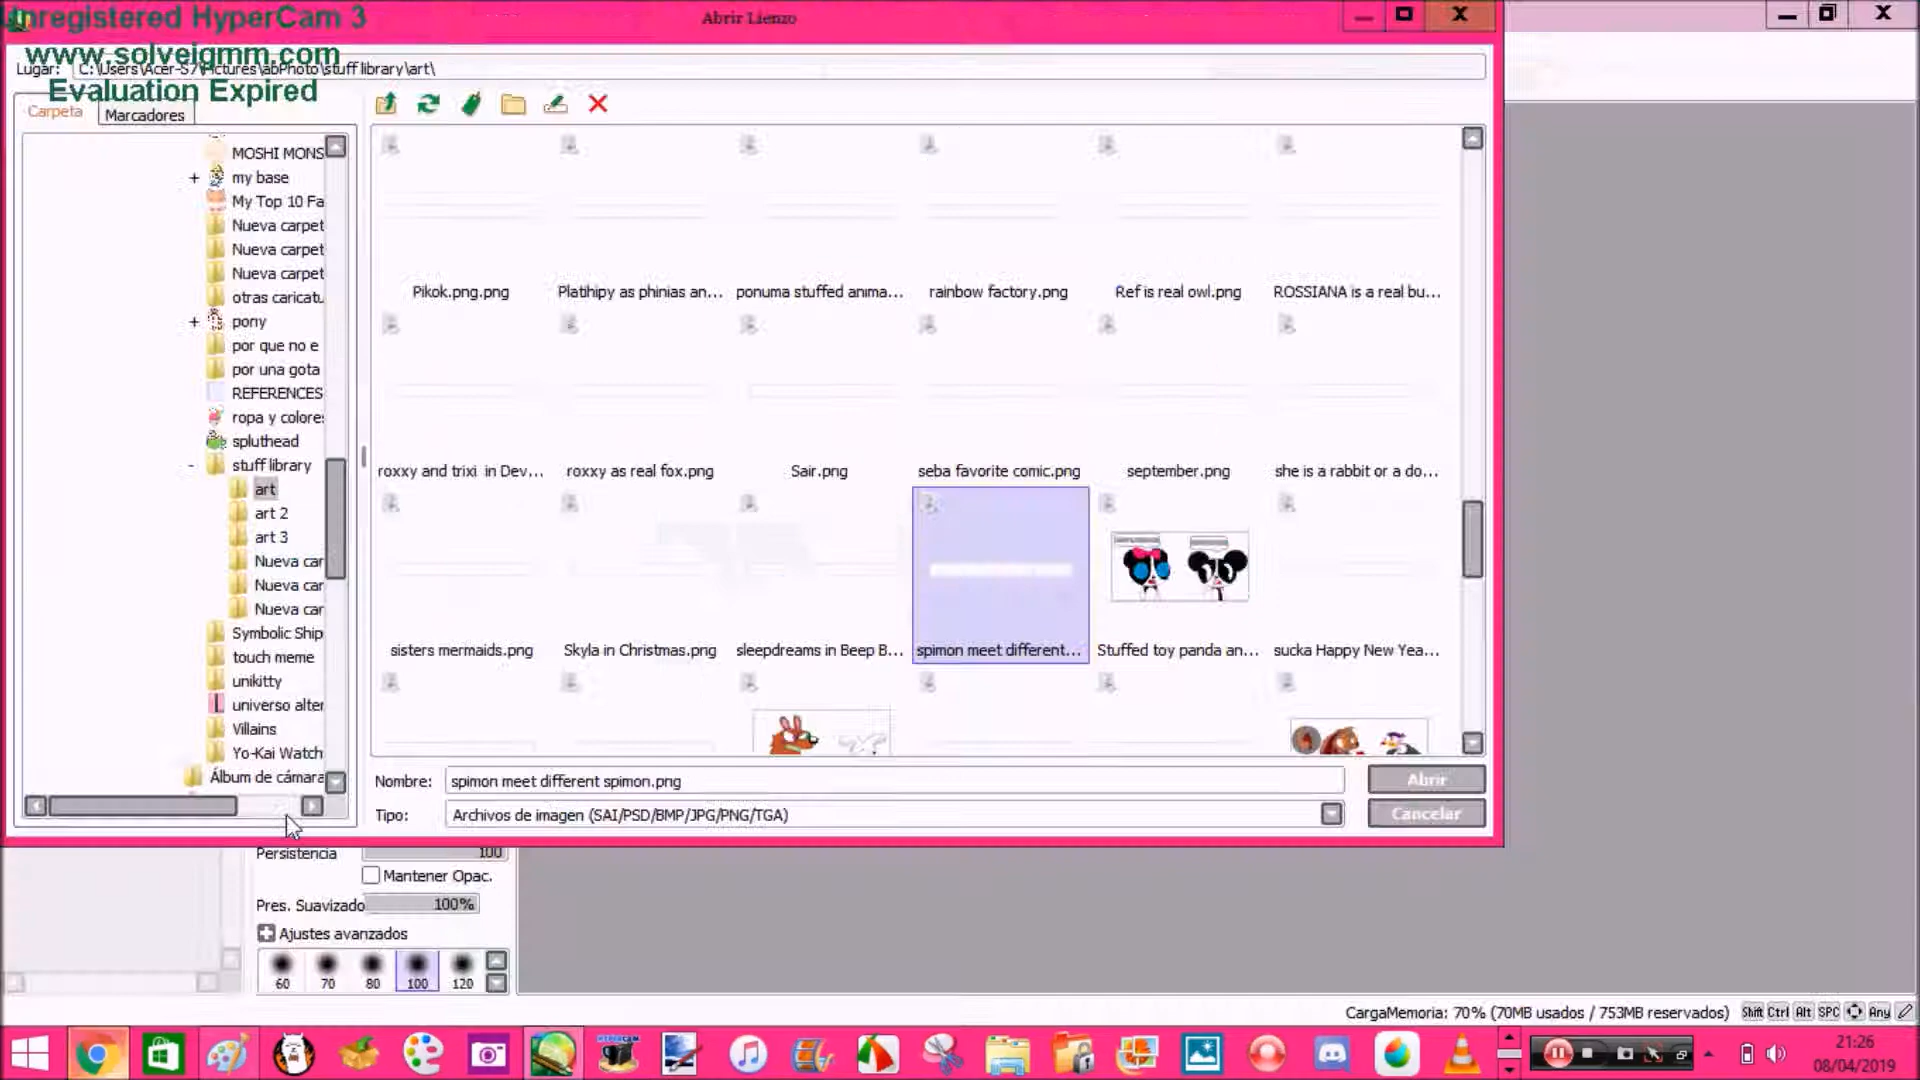 Unregistered HyperCam 3
www.solveigmm.com
Evaluation Expired
Abrir Lienzo
Lugar: C:\Users\Acer-S7\Pictures\abPhoto\stuff library\art\
Carpeta
Marcadores
MOSHI MONS
my base
My Top 10 Fa
Nueva carpet
Nueva carpet
Nueva carpet
otras caricatu
pony
por que no e
por una gota
REFERENCES
ropa y colores
spluthead
stuff library
art
art 2
art 3
Nueva car
Nueva car
Nueva car
Symbolic Ship
touch meme
unikitty
universo alter
Villains
Yo-Kai Watch
Álbum de cámara
Pikok.png.png
Plathipy as phinias an...
ponuma stuffed anima...
rainbow factory.png
Ref is real owl.png
ROSSIANA is a real bu...
roxxy and trixi in Dev...
roxxy as real fox.png
Sair.png
seba favorite comic.png
september.png
she is a rabbit or a do...
sisters mermaids.png
Skyla in Christmas.png
sleepdreams in Beep B...
spimon meet different...
Stuffed toy panda an...
sucka Happy New Yea...
Nombre: spimon meet different spimon.png
Abrir
Tipo: Archivos de imagen (SAI/PSD/BMP/JPG/PNG/TGA)
Cancelar
Persistencia 100
Mantener Opac.
Pres. Suavizado 100%
Ajustes avanzados
60 70 80 100 120
CargaMemoria: 70% (70MB usados / 753MB reservados) Shift Ctrl Alt SPC Any
21:26
08/04/2019